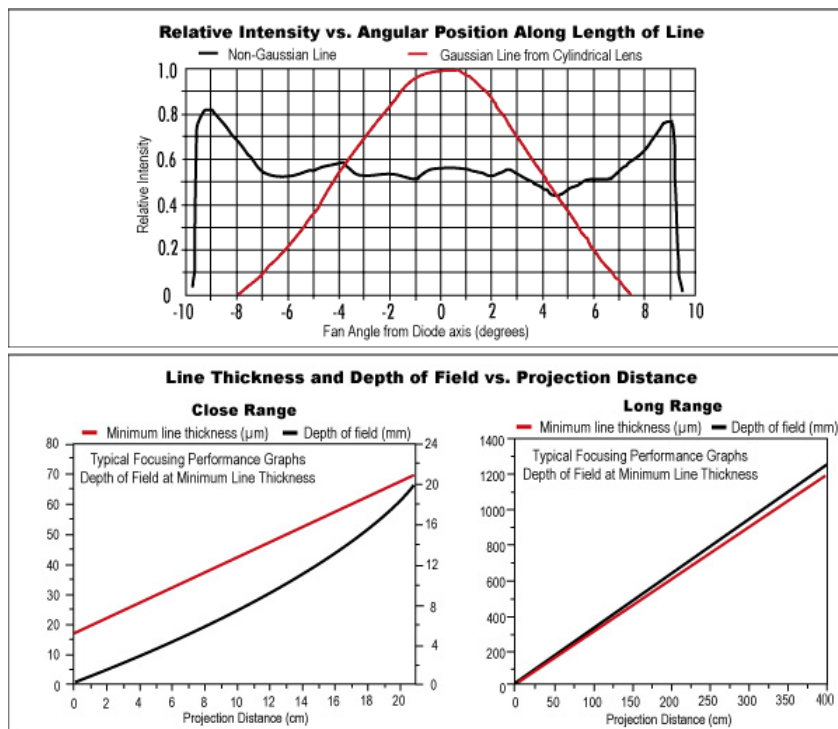 Relative Intensity vs. Angular Position Along Length of Line
Non-Gaussian Line
Gaussian Line from Cylindrical Lens
Relative Intensity
1.0
0.8
0.6
0.4
0.2
0
-10 -8 -6 -4 -2 0 2 4 6 8 10
Fan Angle from Diode axis (degrees)
Line Thickness and Depth of Field vs. Projection Distance
Close Range
Minimum line thickness (µm)
Depth of field (mm)
Typical Focusing Performance Graphs
Depth of Field at Minimum Line Thickness
80
70
60
50
40
30
20
10
0
24
20
16
12
8
4
0
0 2 4 6 8 10 12 14 16 18 20
Projection Distance (cm)
Long Range
Minimum line thickness (µm)
Depth of field (mm)
Typical Focusing Performance Graphs
Depth of Field at Minimum Line Thickness
1400
1200
1000
800
600
400
200
0
0 50 100 150 200 250 300 350 400
Projection Distance (cm)